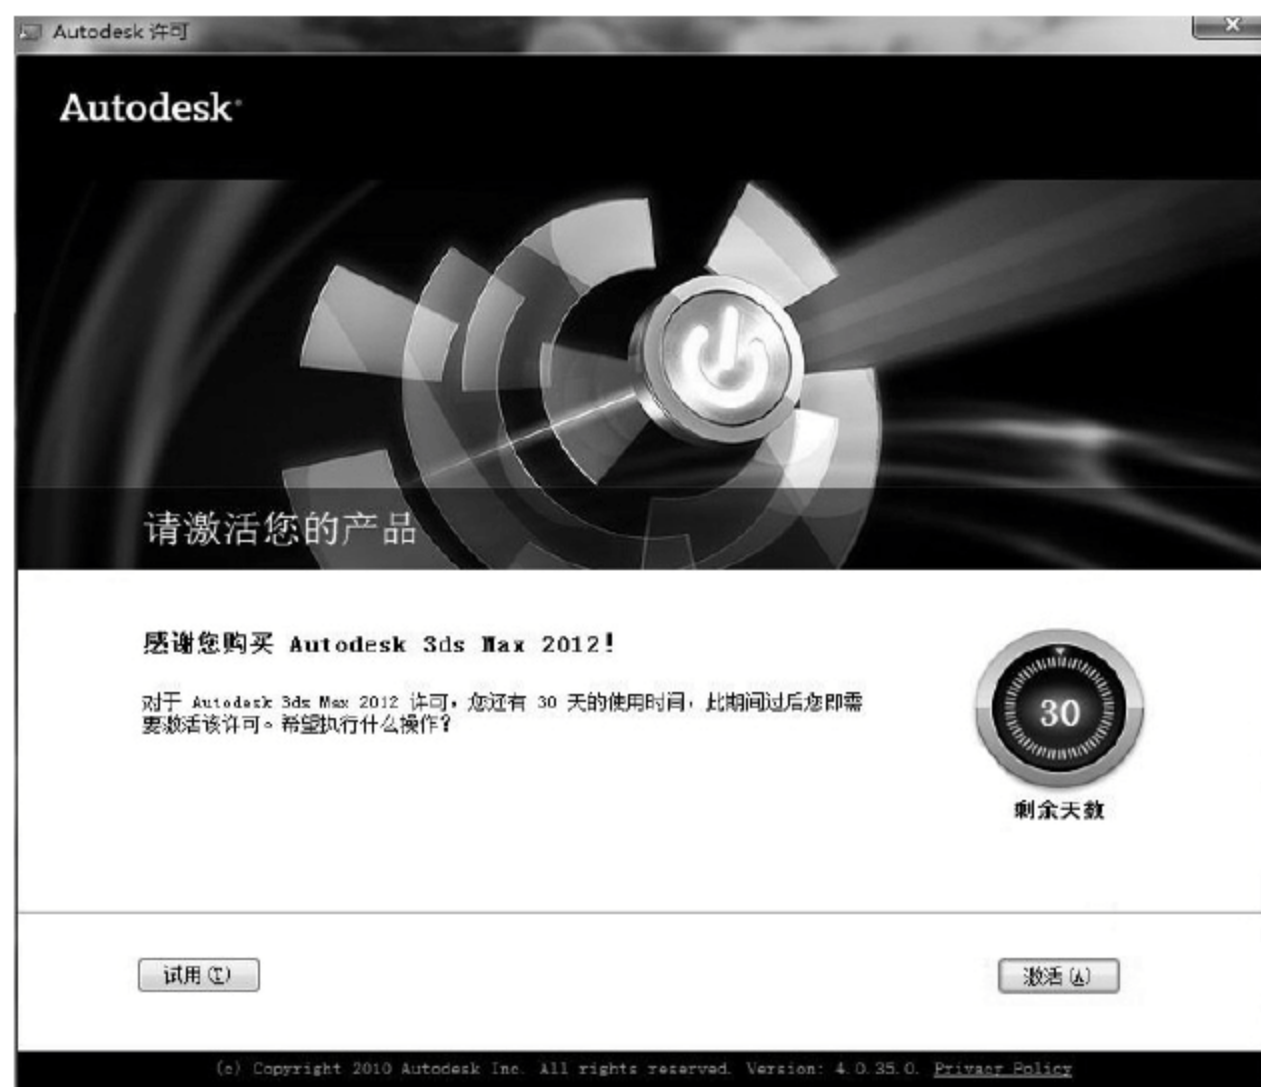 Autodesk 许可
Autodesk
请激活您的产品
感谢您购买 Autodesk 3ds Max 2012!
对于 Autodesk 3ds Max 2012 许可，您还有 30 天的使用时间，此期间过后您即需
要激活该许可。希望执行什么操作?
30
剩余天数
试用(T)
激活(A)
(c) Copyright 2010 Autodesk Inc. All rights reserved. Version: 4.0.35.0. Privacy Policy